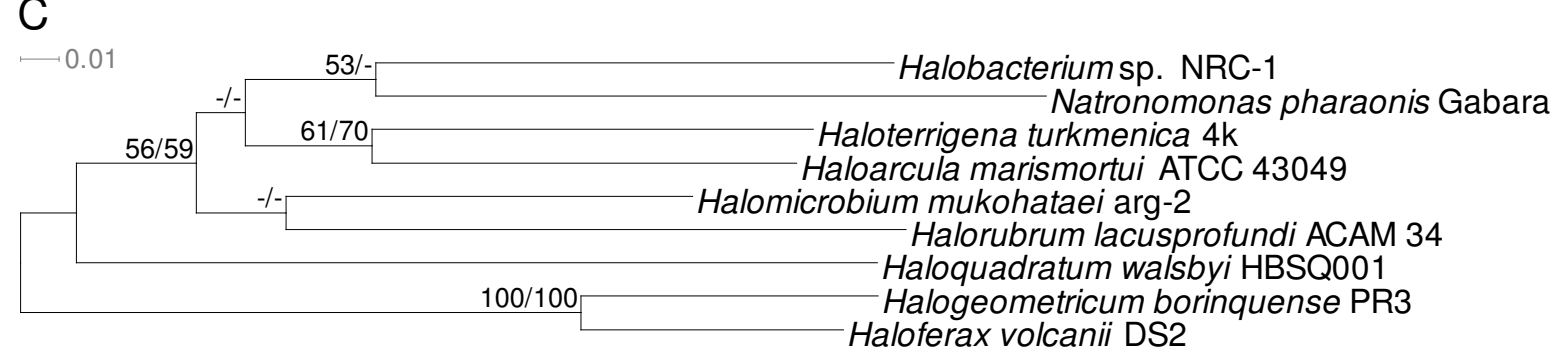 C
0.01
53/- Halobacterium sp. NRC-1
-/- Natronomonas pharaonis Gabara
61/70 Haloterrigena turkmenica 4k
56/59 Haloarcula marismortui ATCC 43049
-/- Halomicrobium mukohataei arg-2
Halorubrum lacusprofundi ACAM 34
Haloquadratum walsbyi HBSQ001
100/100 Halogeometricum borinquense PR3
Haloferax volcanii DS2